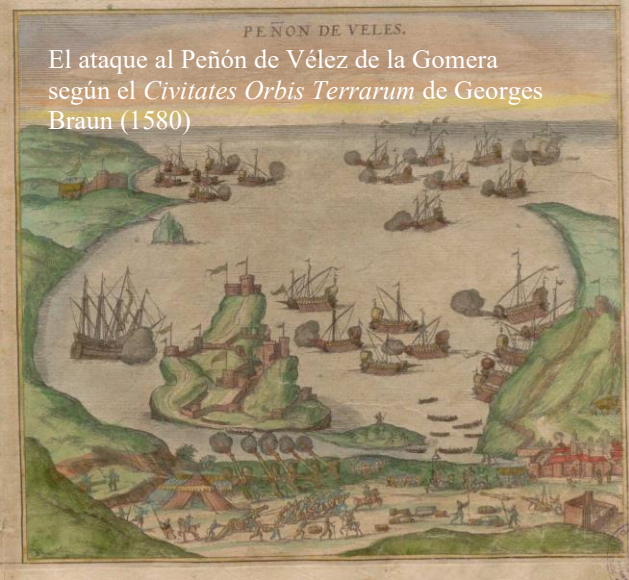 PEÑON DE VELES.
El ataque al Peñón de Vélez de la Gomera
según el Civitates Orbis Terrarum de Georges
Braun (1580)